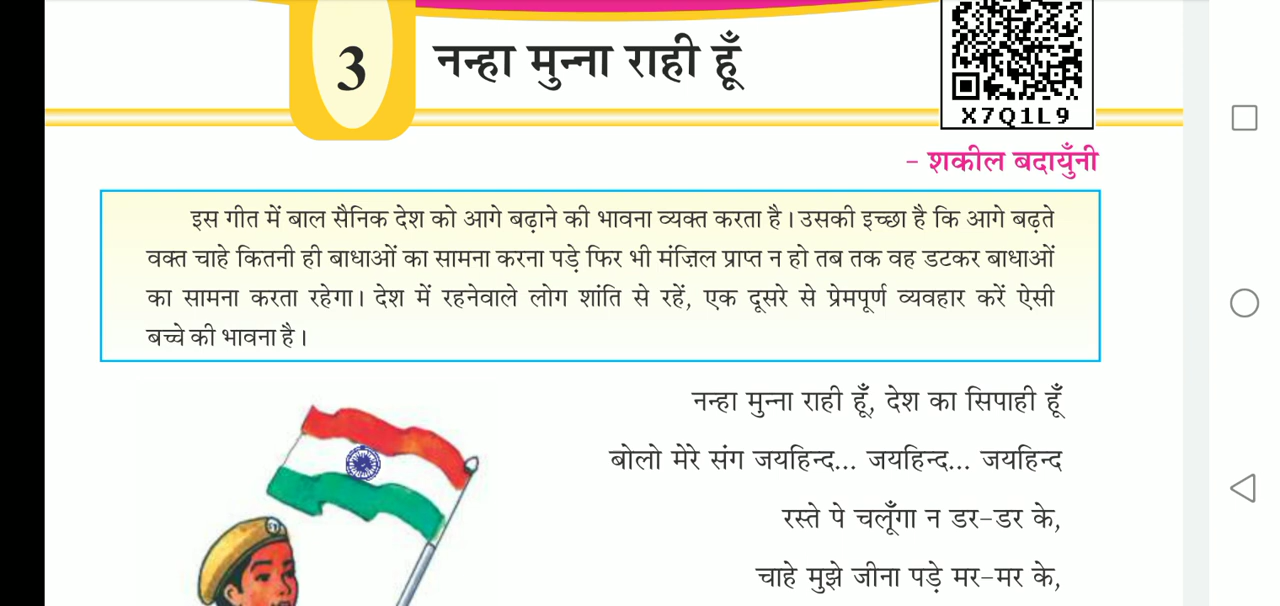 3
नन्हा मुन्ना राही हूँ
X7Q1L9
- शकील बदायुँनी
इस गीत में बाल सैनिक देश को आगे बढ़ाने की भावना व्यक्त करता है। उसकी इच्छा है कि आगे बढ़ते
वक्त चाहे कितनी ही बाधाओं का सामना करना पड़े फिर भी मंज़िल प्राप्त न हो तब तक वह डटकर बाधाओं
का सामना करता रहेगा। देश में रहनेवाले लोग शांति से रहें, एक दूसरे से प्रेमपूर्ण व्यवहार करें ऐसी
बच्चे की भावना है।
नन्हा मुन्ना राही हूँ, देश का सिपाही हूँ
बोलो मेरे संग जयहिन्द... जयहिन्द... जयहिन्द
रस्ते पे चलूँगा न डर-डर के,
चाहे मुझे जीना पड़े मर-मर के,